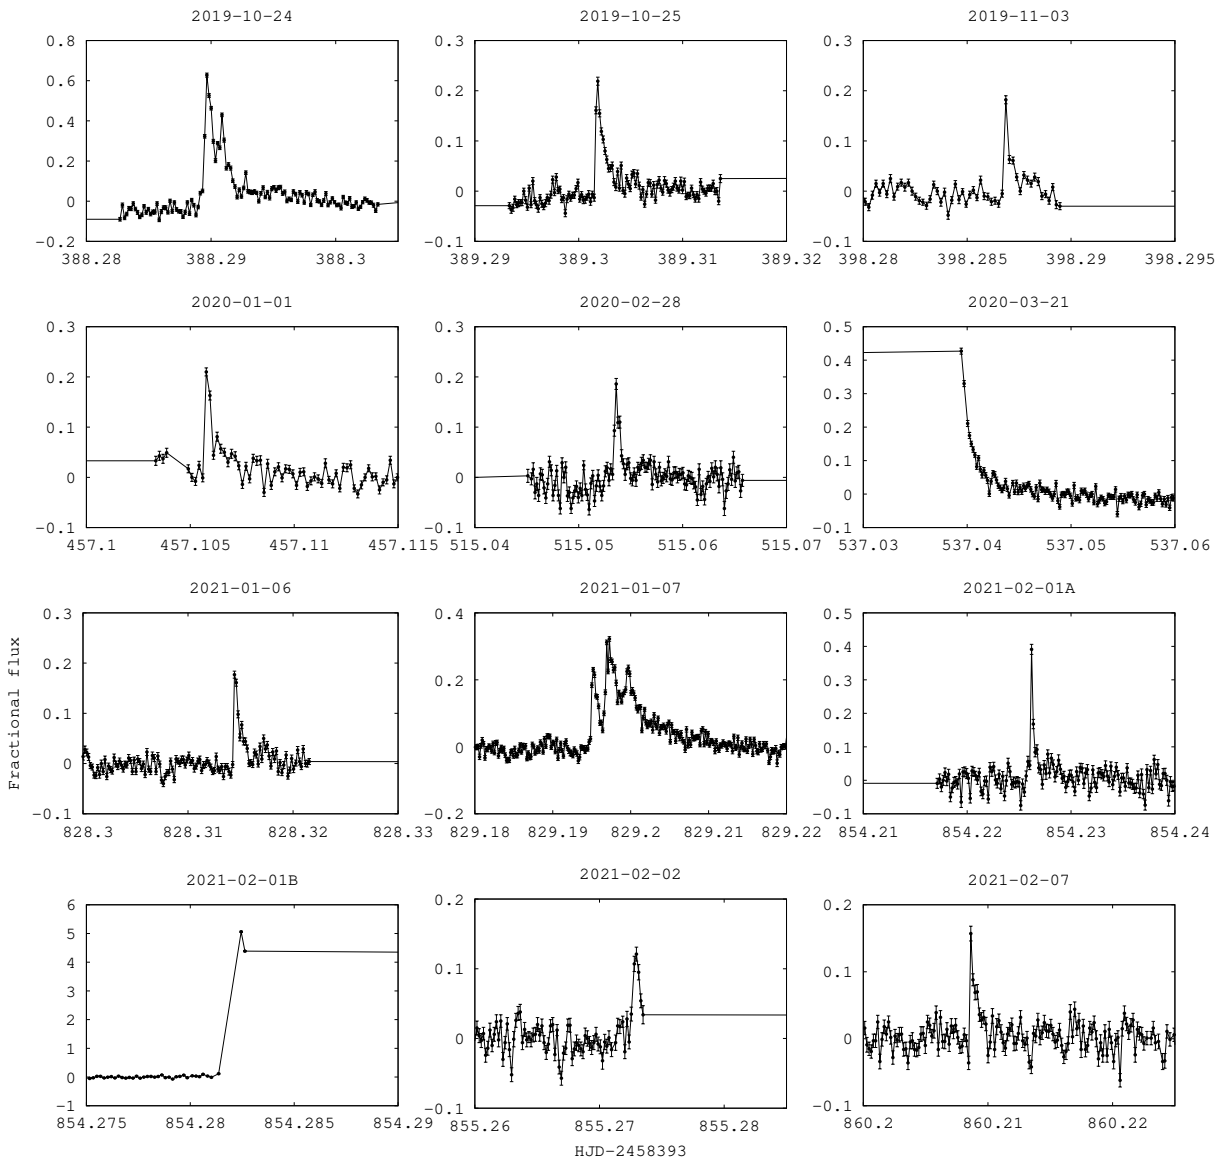 2019-10-24 2019-10-25 2019-11-03
0.8 0.3 0.3
0.6 0.2 0.2
0.4
0.2 0.1 0.1
0 0 0
-0.2 -0.1 -0.1
388.28 388.29 388.3 389.29 389.3 389.31 389.32 398.28 398.285 398.29 398.295
2020-01-01 2020-02-28 2020-03-21
0.3 0.3 0.5
0.4
0.2 0.2 0.3
0.1 0.1 0.2
0.1
0 0 0
-0.1 -0.1 -0.1
457.1 457.105 457.11 457.115 515.04 515.05 515.06 515.07 537.03 537.04 537.05 537.06
2021-01-06 2021-01-07 2021-02-01A
0.3 0.4 0.5
0.4
0.2 0.2 0.3
0.1 0.2
0.1
0 0 0
-0.1 -0.2 -0.1
828.3 828.31 828.32 828.33 829.18 829.19 829.2 829.21 829.22 854.21 854.22 854.23 854.24
Fractional flux
2021-02-01B 2021-02-02 2021-02-07
6 0.2 0.2
5
4 0.1 0.1
3
2
1 0 0
0
-1 -0.1 -0.1
854.275 854.28 854.285 854.29 855.26 855.27 855.28 860.2 860.21 860.22
HJD-2458393